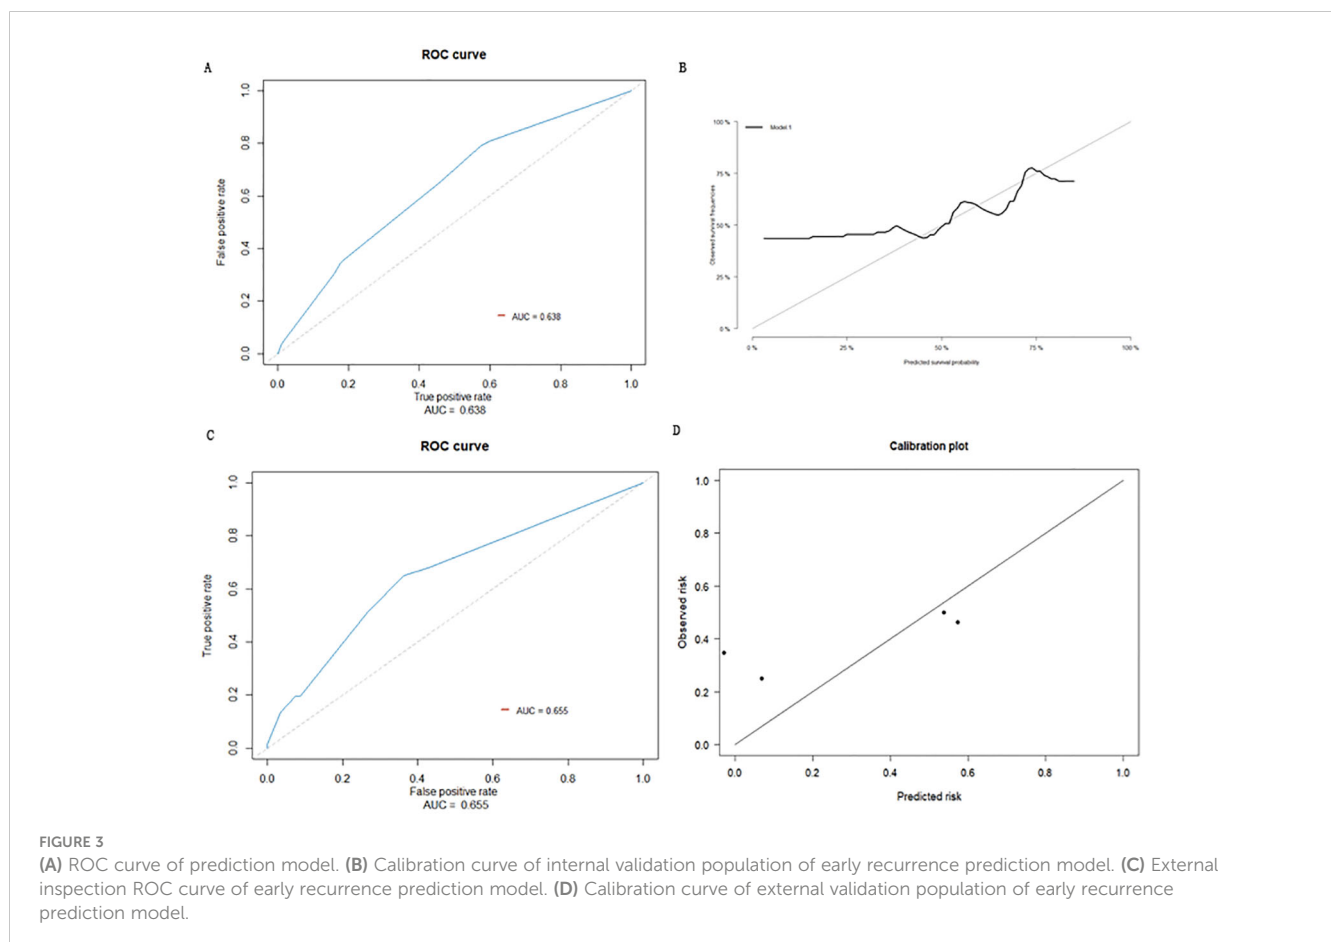 A
ROC curve
False positive rate
1.0
0.8
0.6
0.4
0.2
0.0
AUC = 0.638
0.0 0.2 0.4 0.6 0.8 1.0
True positive rate
AUC = 0.638
B
Model 1
Observed survival frequencies
100 %
75 %
50 %
25 %
0 %
0 % 25 % 50 % 75 % 100 %
Predicted survival probability
C
ROC curve
True positive rate
1.0
0.8
0.6
0.4
0.2
0.0
AUC = 0.655
0.0 0.2 0.4 0.6 0.8 1.0
False positive rate
AUC = 0.655
D
Calibration plot
Observed risk
1.0
0.8
0.6
0.4
0.2
0.0
0.0 0.2 0.4 0.6 0.8 1.0
Predicted risk
FIGURE 3
(A) ROC curve of prediction model. (B) Calibration curve of internal validation population of early recurrence prediction model. (C) External
inspection ROC curve of early recurrence prediction model. (D) Calibration curve of external validation population of early recurrence
prediction model.